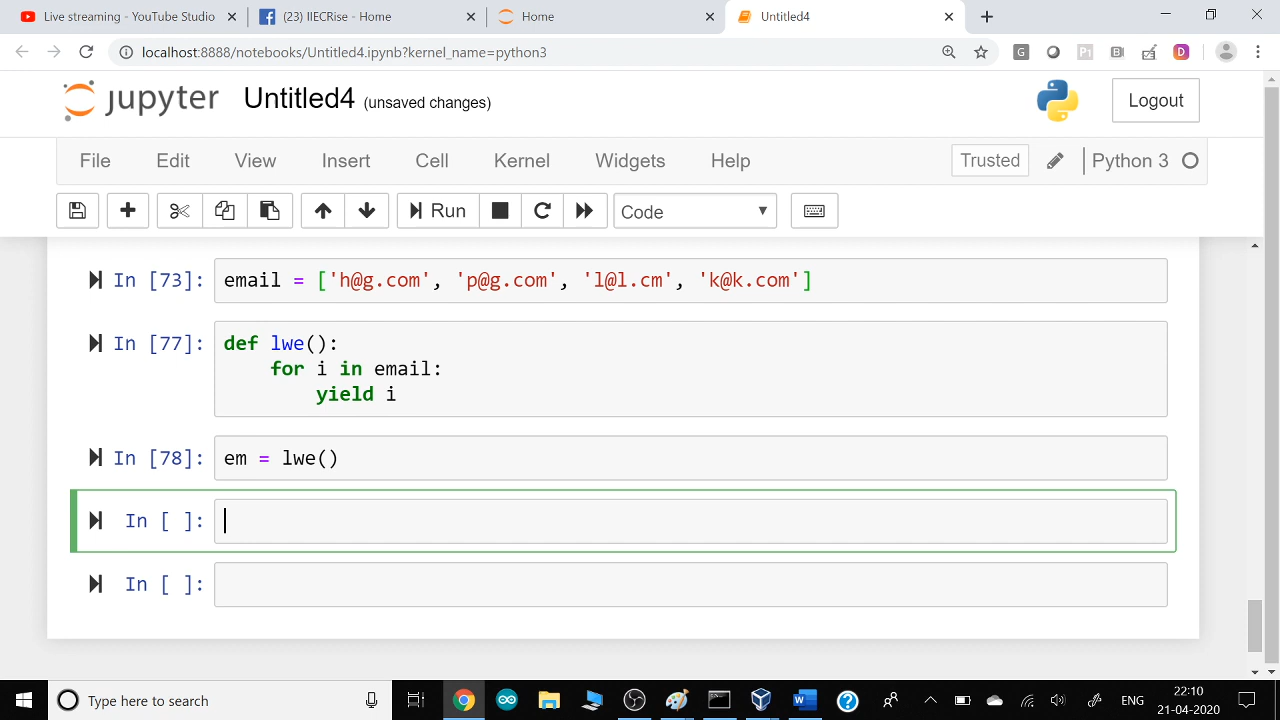 Live streaming - YouTube Studio
(23) IIECRise - Home
Home
Untitled4
localhost:8888/notebooks/Untitled4.ipynb?kernel_name=python3
jupyter Untitled4 (unsaved changes)
Logout
File Edit View Insert Cell Kernel Widgets Help
Trusted Python 3
Run Code
In [73]: email = ['h@g.com', 'p@g.com', 'l@l.cm', 'k@k.com']
In [77]: def lwe():
for i in email:
yield i
In [78]: em = lwe()
In [ ]:
In [ ]:
Type here to search
ENG
22:10
21-04-2020